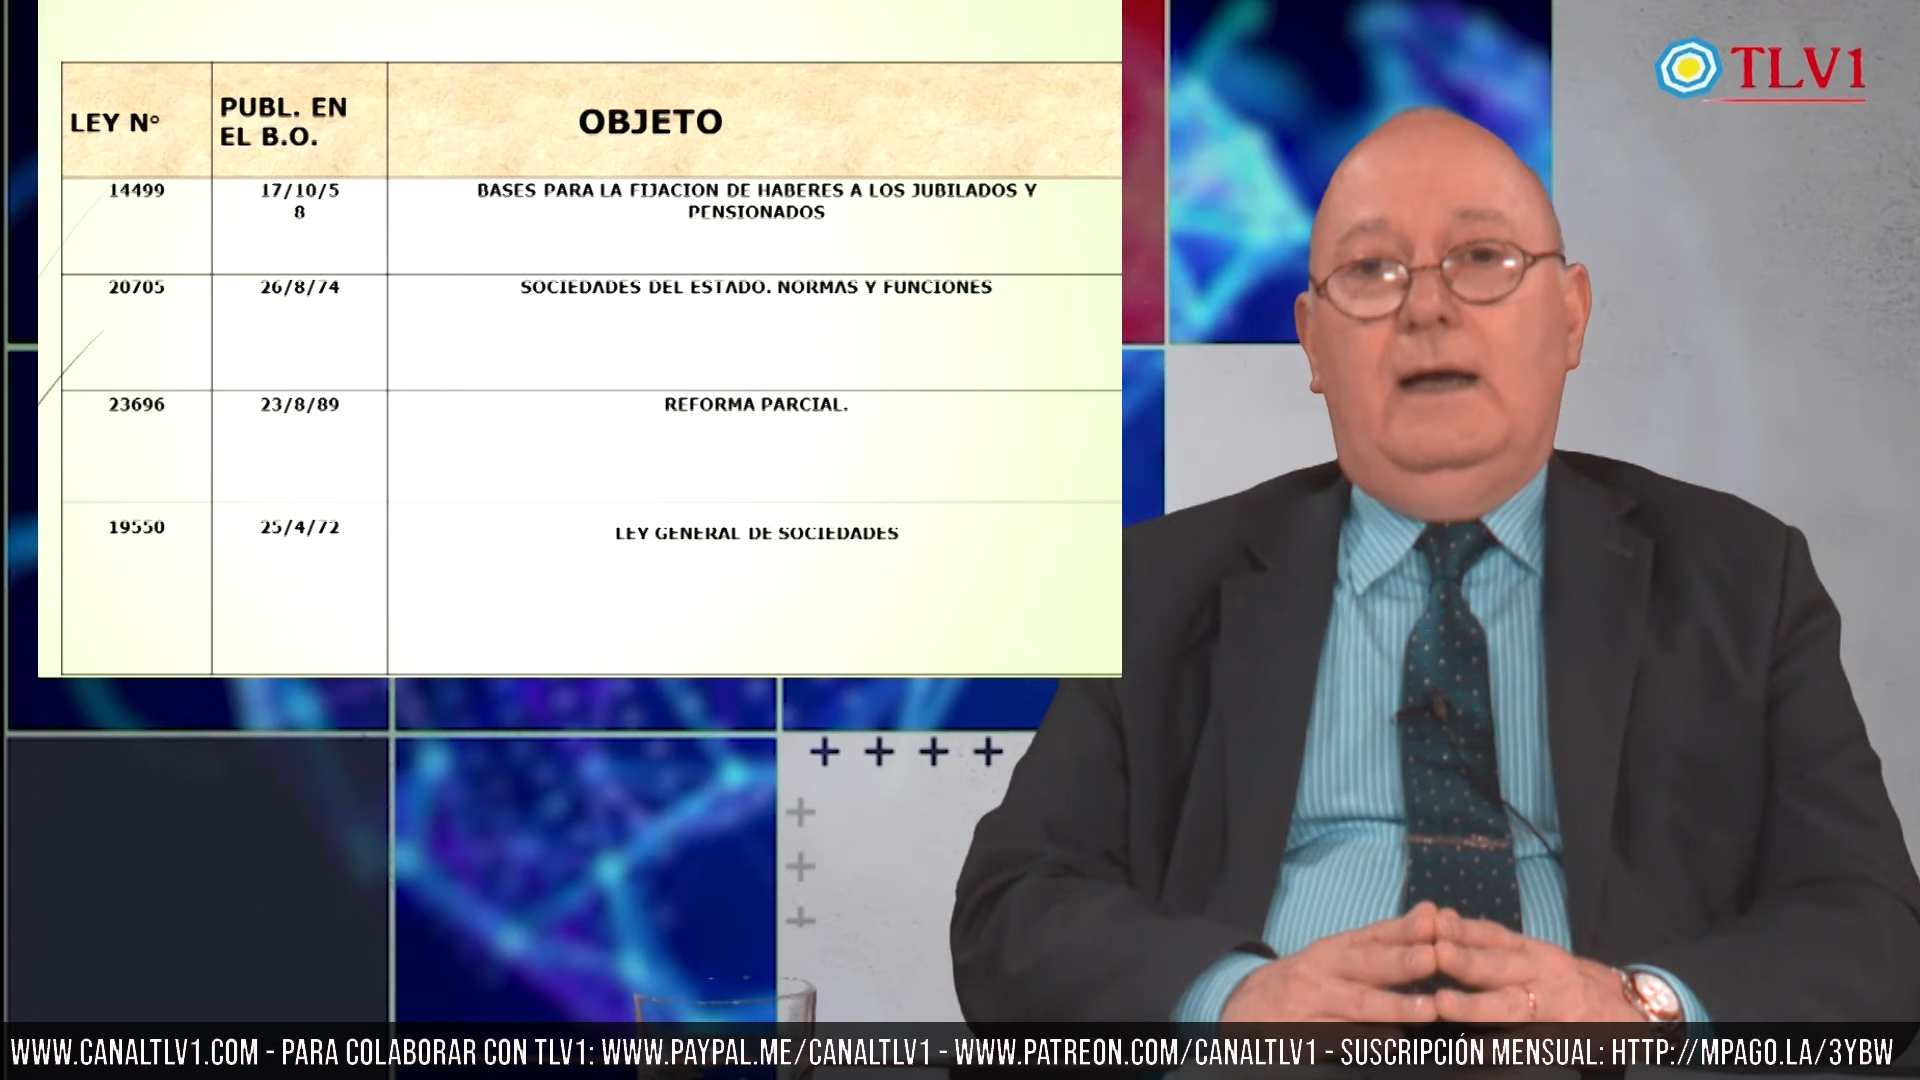 LEY N° PUBL. EN EL B.O. OBJETO
14499 17/10/5 BASES PARA LA FIJACION DE HABERES A LOS JUBILADOS Y
8 PENSIONADOS
20705 26/8/74 SOCIEDADES DEL ESTADO. NORMAS Y FUNCIONES
23696 23/8/89 REFORMA PARCIAL.
19550 25/4/72 LEY GENERAL DE SOCIEDADES
TLV1
WWW.CANALTLV1.COM - PARA COLABORAR CON TLV1: WWW.PAYPAL.ME/CANALTLV1 - WWW.PATREON.COM/CANALTLV1 - SUSCRIPCIÓN MENSUAL: HTTP://MPAGO.LA/3YBW